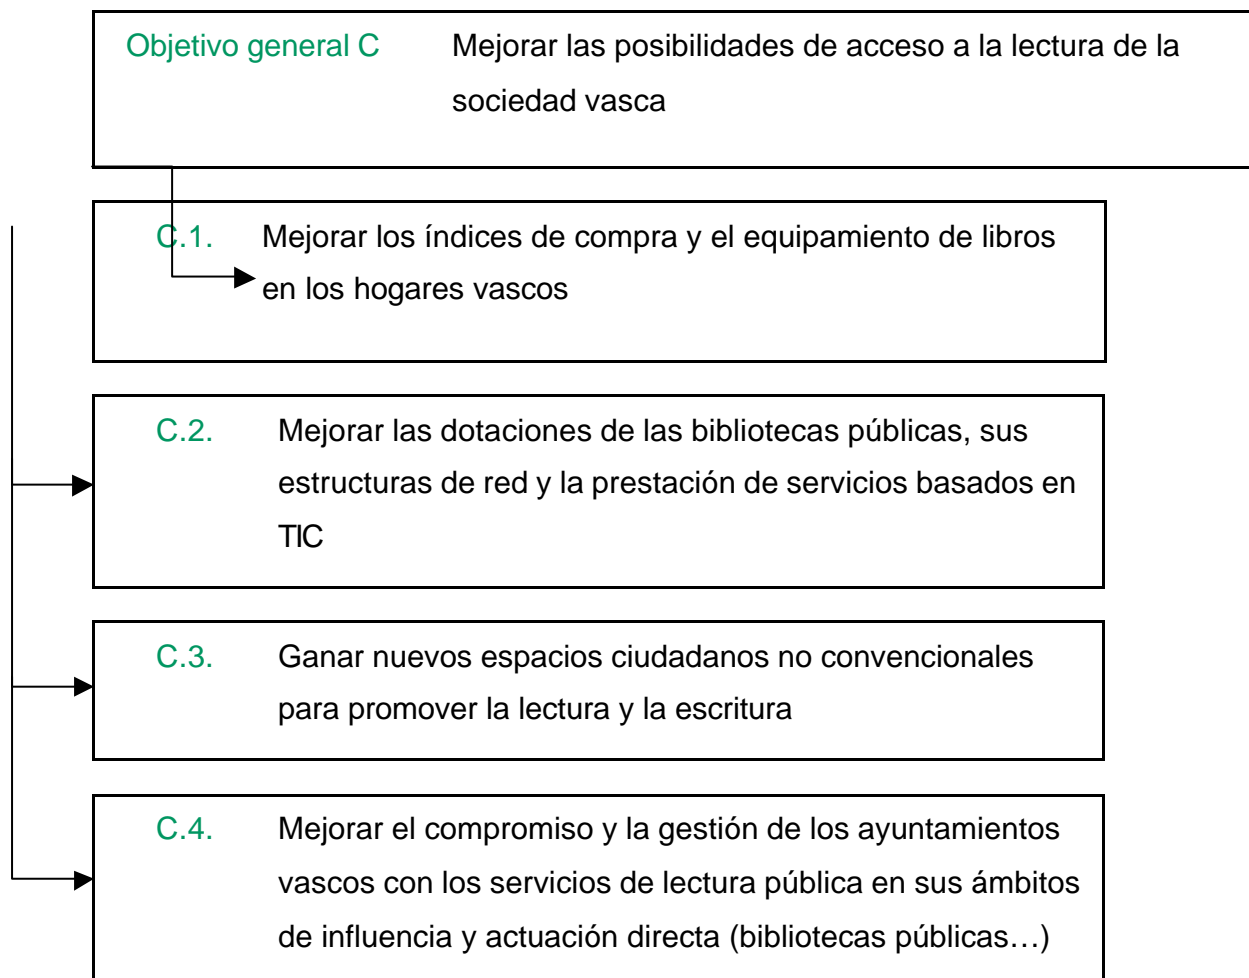 Objetivo general C Mejorar las posibilidades de acceso a la lectura de la
sociedad vasca
C.1. Mejorar los índices de compra y el equipamiento de libros
en los hogares vascos
C.2. Mejorar las dotaciones de las bibliotecas públicas, sus
estructuras de red y la prestación de servicios basados en
TIC
C.3. Ganar nuevos espacios ciudadanos no convencionales
para promover la lectura y la escritura
C.4. Mejorar el compromiso y la gestión de los ayuntamientos
vascos con los servicios de lectura pública en sus ámbitos
de influencia y actuación directa (bibliotecas públicas…)